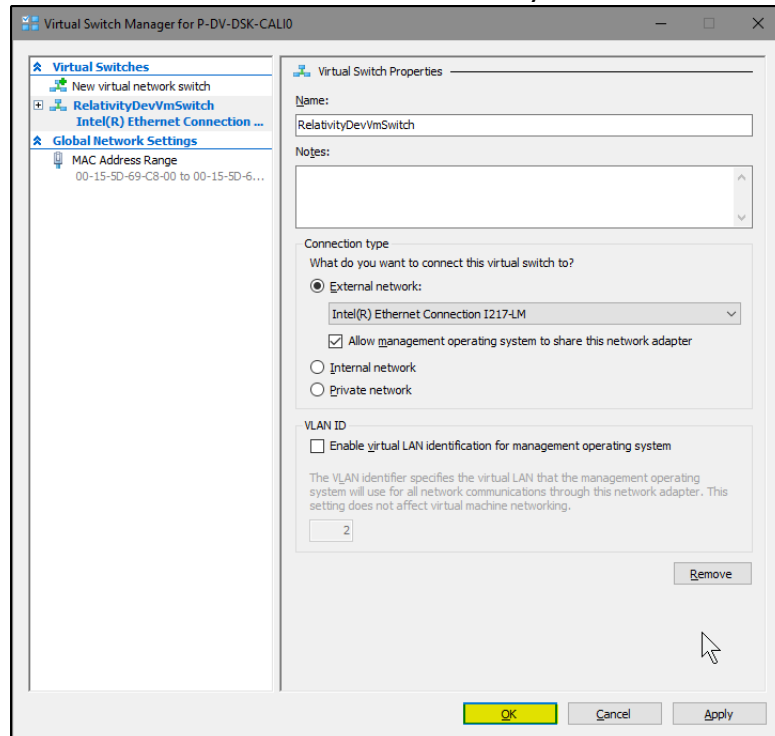 Virtual Switch Manager for P-DV-DSK-CALI0
Virtual Switches
New virtual network switch
RelativityDevVmSwitch
Intel(R) Ethernet Connection ...
Global Network Settings
MAC Address Range
00-15-5D-69-C8-00 to 00-15-5D-6...
Virtual Switch Properties
Name:
RelativityDevVmSwitch
Notes:
Connection type
What do you want to connect this virtual switch to?
External network:
Intel(R) Ethernet Connection I217-LM
Allow management operating system to share this network adapter
Internal network
Private network
VLAN ID
Enable virtual LAN identification for management operating system
The VLAN identifier specifies the virtual LAN that the management operating
system will use for all network communications through this network adapter. This
setting does not affect virtual machine networking.
2
Remove
OK
Cancel
Apply